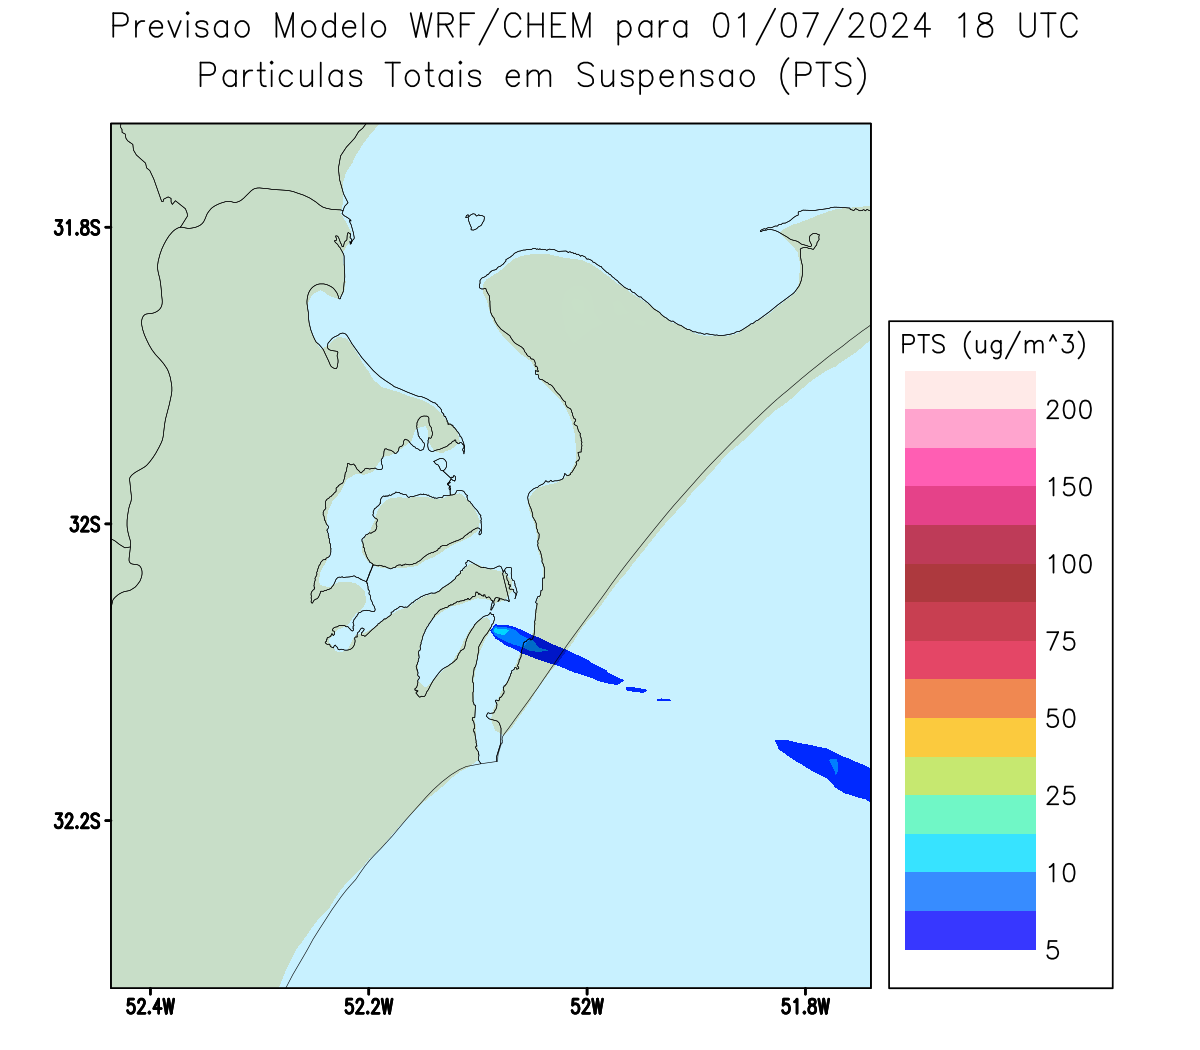 Previsao Modelo WRF/CHEM para 01/07/2024 18 UTC
Particulas Totais em Suspensao (PTS)
31.8S
32S
32.2S
52.4W
52.2W
52W
51.8W
PTS (ug/m^3)
200
150
100
75
50
25
10
5